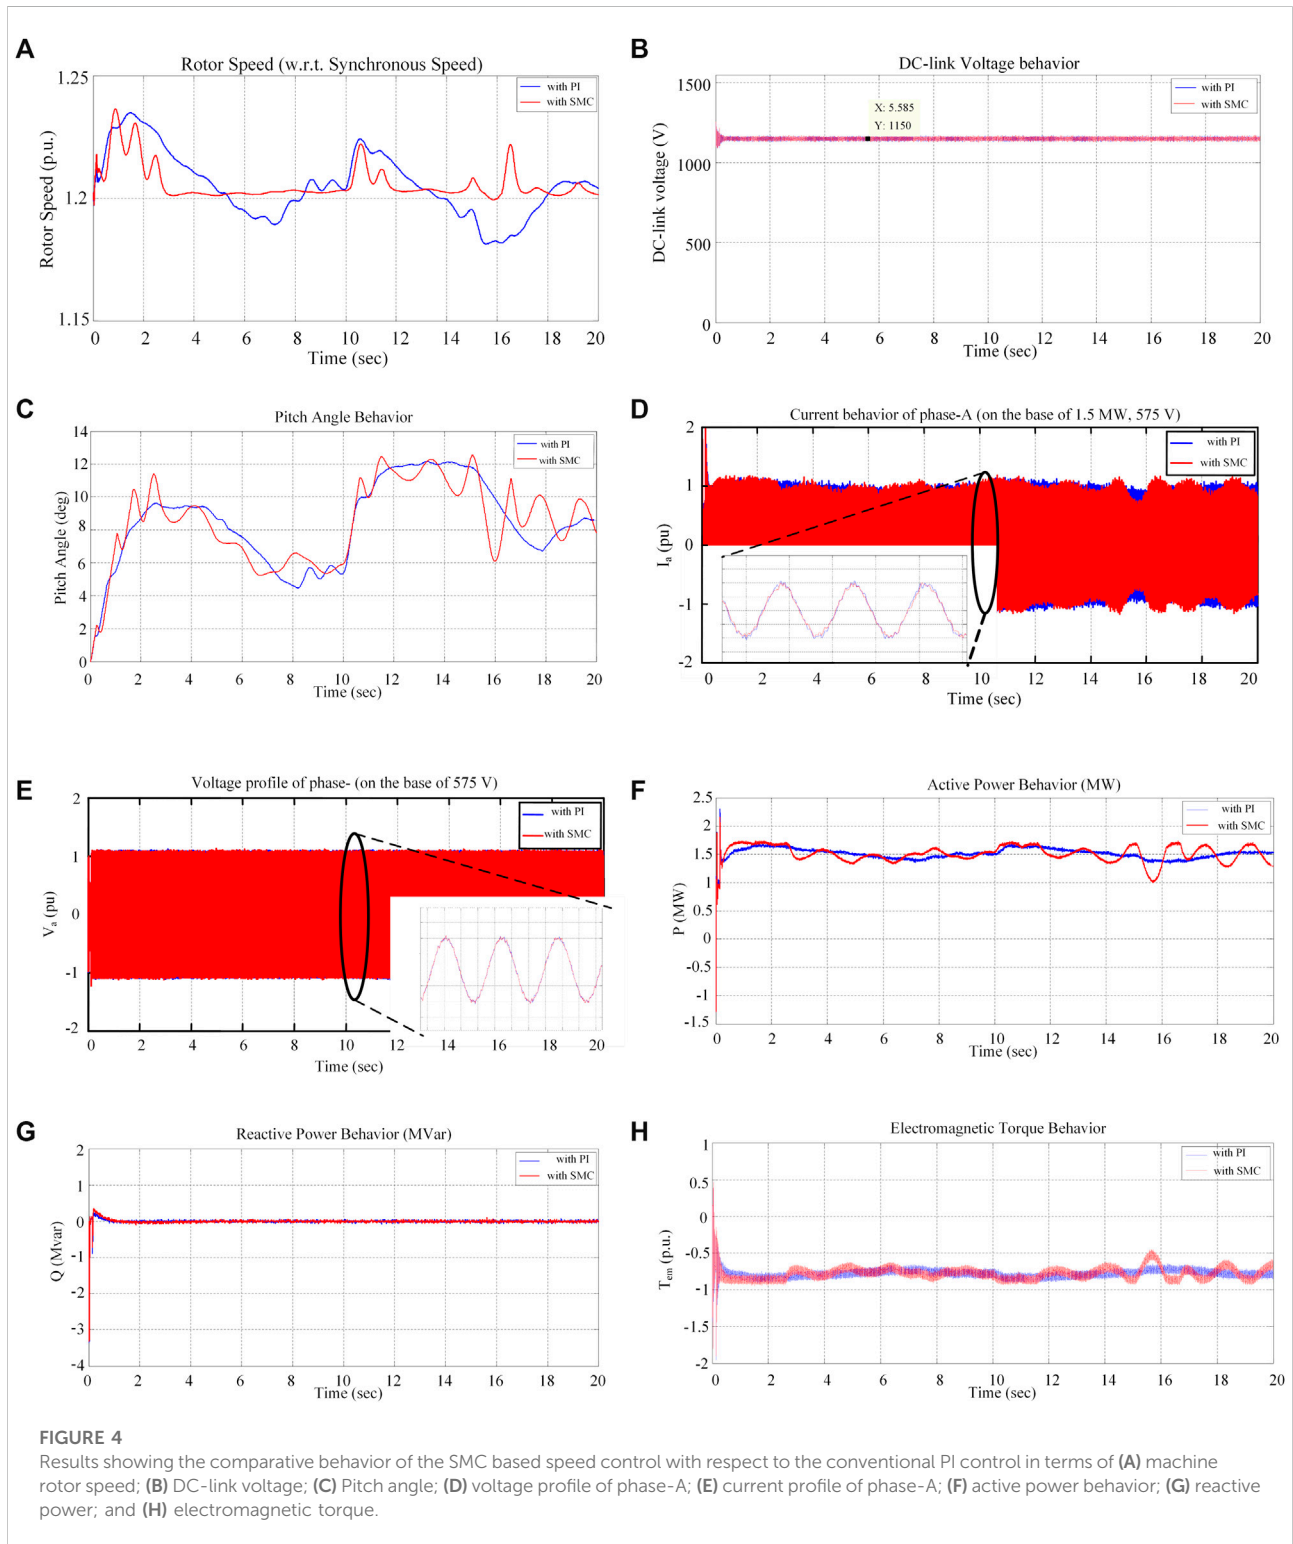 A
Rotor Speed (w.r.t. Synchronous Speed)
1.25
1.2
1.15
Rotor Speed (p.u.)
with PI
with SMC
0 2 4 6 8 10 12 14 16 18 20
Time (sec)
B
DC-link Voltage behavior
1500
1000
500
0
DC-link voltage (V)
X: 5.585
Y: 1150
with PI
with SMC
0 2 4 6 8 10 12 14 16 18 20
Time (sec)
C
Pitch Angle Behavior
14
12
10
8
6
4
2
0
Pitch Angle (deg)
with PI
with SMC
0 2 4 6 8 10 12 14 16 18 20
Time (sec)
D
Current behavior of phase-A (on the base of 1.5 MW, 575 V)
2
1
0
-1
-2
Ia (pu)
with PI
with SMC
0 2 4 6 8 10 12 14 16 18 20
Time (sec)
E
Voltage profile of phase- (on the base of 575 V)
2
1
0
-1
-2
Va (pu)
with PI
with SMC
0 2 4 6 8 10 12 14 16 18 20
Time (sec)
F
Active Power Behavior (MW)
2.5
2
1.5
1
0.5
0
-0.5
-1
-1.5
P (MW)
with PI
with SMC
0 2 4 6 8 10 12 14 16 18 20
Time (sec)
G
Reactive Power Behavior (MVar)
2
1
0
-1
-2
-3
-4
Q (Mvar)
with PI
with SMC
0 2 4 6 8 10 12 14 16 18 20
Time (sec)
H
Electromagnetic Torque Behavior
1
0.5
0
-0.5
-1
-1.5
-2
Tem (p.u.)
with PI
with SMC
0 2 4 6 8 10 12 14 16 18 20
Time (sec)
FIGURE 4
Results showing the comparative behavior of the SMC based speed control with respect to the conventional PI control in terms of (A) machine
rotor speed; (B) DC-link voltage; (C) Pitch angle; (D) voltage profile of phase-A; (E) current profile of phase-A; (F) active power behavior; (G) reactive
power; and (H) electromagnetic torque.